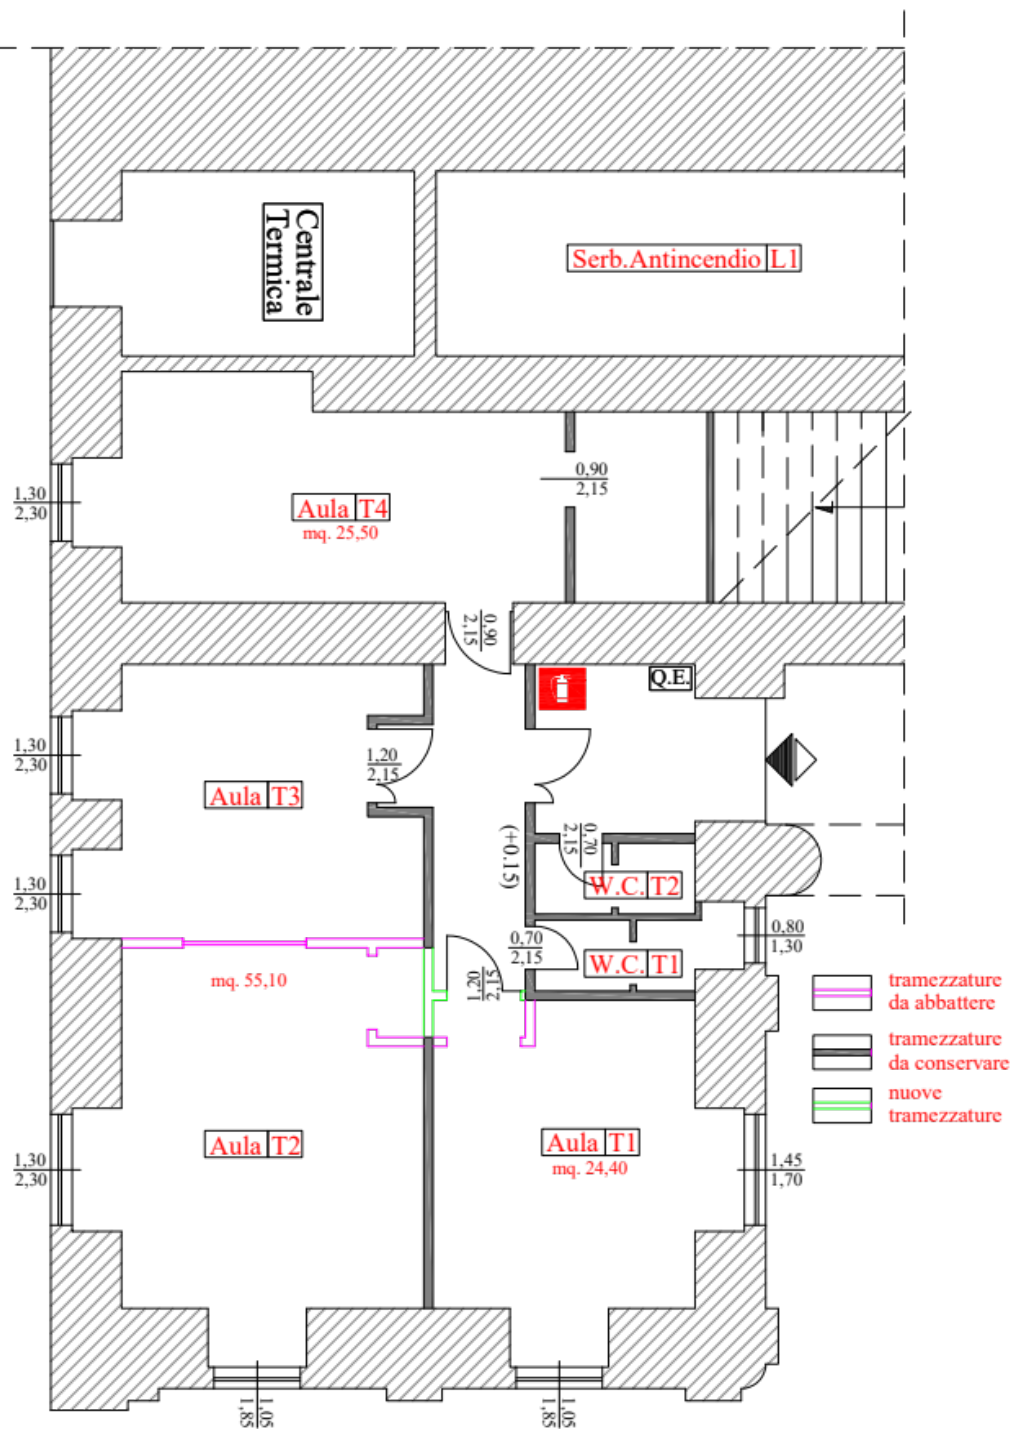 Centrale
Termica
Serb.Antincendio L1
0,90
2,15
1,30
2,30
Aula T4
mq. 25,50
0,90
2,15
Q.E.
1,30
2,30
1,20
2,15
Aula T3
(+0.15)
0,70
2,15
W.C. T2
1,30
2,30
0,70
2,15
W.C. T1
0,80
1,30
mq. 55,10
1,20
2,15
tramezzature
da abbattere
tramezzature
da conservare
nuove
tramezzature
Aula T2
Aula T1
mq. 24,40
1,30
2,30
1,45
1,70
1,05
1,85
1,05
1,85